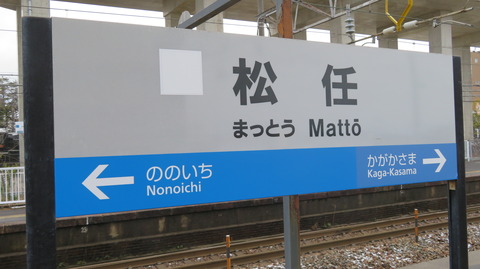 松任
まっとう Mattō
ののいち
Nonoichi
かがかさま
Kaga-Kasama